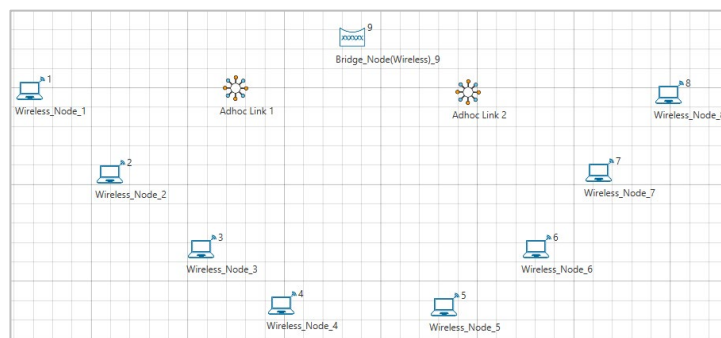 9
Bridge_Node(Wireless)_9
1
Wireless_Node_1
Adhoc Link 1
Adhoc Link 2
8
Wireless_Node_8
2
Wireless_Node_2
7
Wireless_Node_7
3
Wireless_Node_3
6
Wireless_Node_6
4
Wireless_Node_4
5
Wireless_Node_5